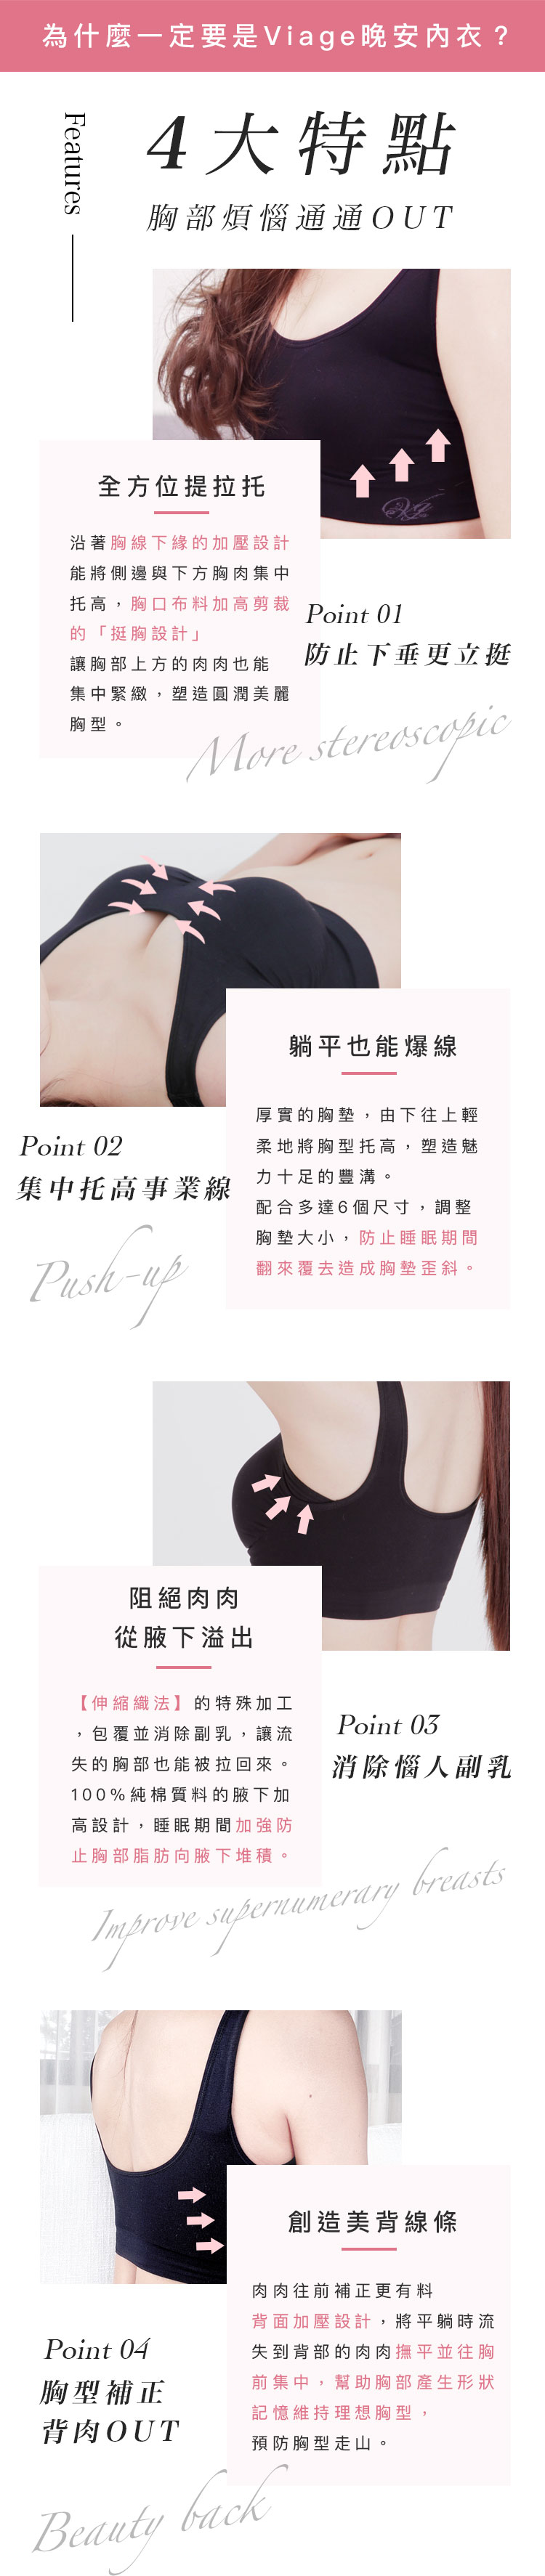 為什麼一定要是Viage晚安內衣？
Features
4大特點
胸部煩惱通通OUT
全方位提拉托
沿著胸線下緣的加壓設計
能將側邊與下方胸肉集中
托高，胸口布料加高剪裁
的「挺胸設計」
讓胸部上方的肉肉也能
集中緊緻，塑造圓潤美麗
胸型。
Point 01
防止下垂更立挺
More stereoscopic
躺平也能爆線
厚實的胸墊，由下往上輕
柔地將胸型托高，塑造魅
力十足的豐溝。
配合多達6個尺寸，調整
胸墊大小，防止睡眠期間
翻來覆去造成胸墊歪斜。
Point 02
集中托高事業線
Push-up
阻絕肉肉
從腋下溢出
【伸縮織法】的特殊加工
，包覆並消除副乳，讓流
失的胸部也能被拉回來。
100%純棉質料的腋下加
高設計，睡眠期間加強防
止胸部脂肪向腋下堆積。
Point 03
消除惱人副乳
Improve supernumerary breasts
創造美背線條
肉肉往前補正更有料
背面加壓設計，將平躺時流
失到背部的肉肉撫平並往胸
前集中，幫助胸部產生形狀
記憶維持理想胸型，
預防胸型走山。
Point 04
胸型補正
背肉OUT
Beauty back